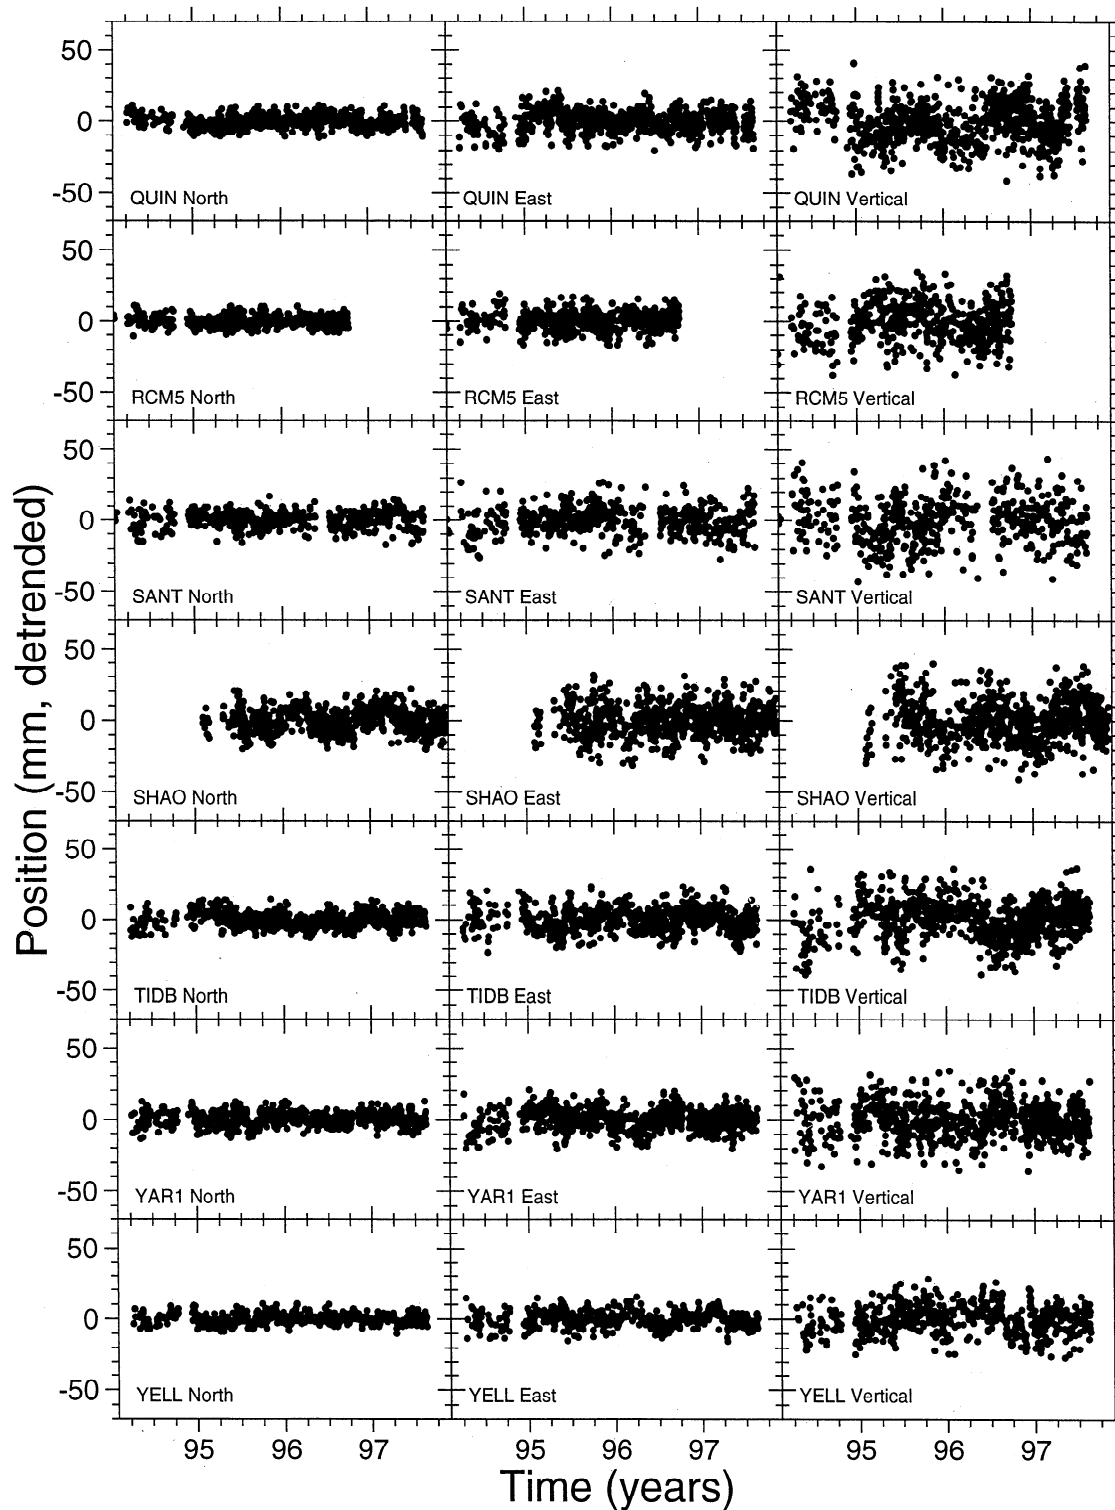 50
0
-50
QUIN North
QUIN East
QUIN Vertical
50
0
-50
RCM5 North
RCM5 East
RCM5 Vertical
50
0
-50
SANT North
SANT East
SANT Vertical
50
0
-50
SHAO North
SHAO East
SHAO Vertical
50
0
-50
TIDB North
TIDB East
TIDB Vertical
50
0
-50
YAR1 North
YAR1 East
YAR1 Vertical
50
0
-50
YELL North
YELL East
YELL Vertical
Position (mm, detrended)
95 96 97 95 96 97 95 96 97
Time (years)